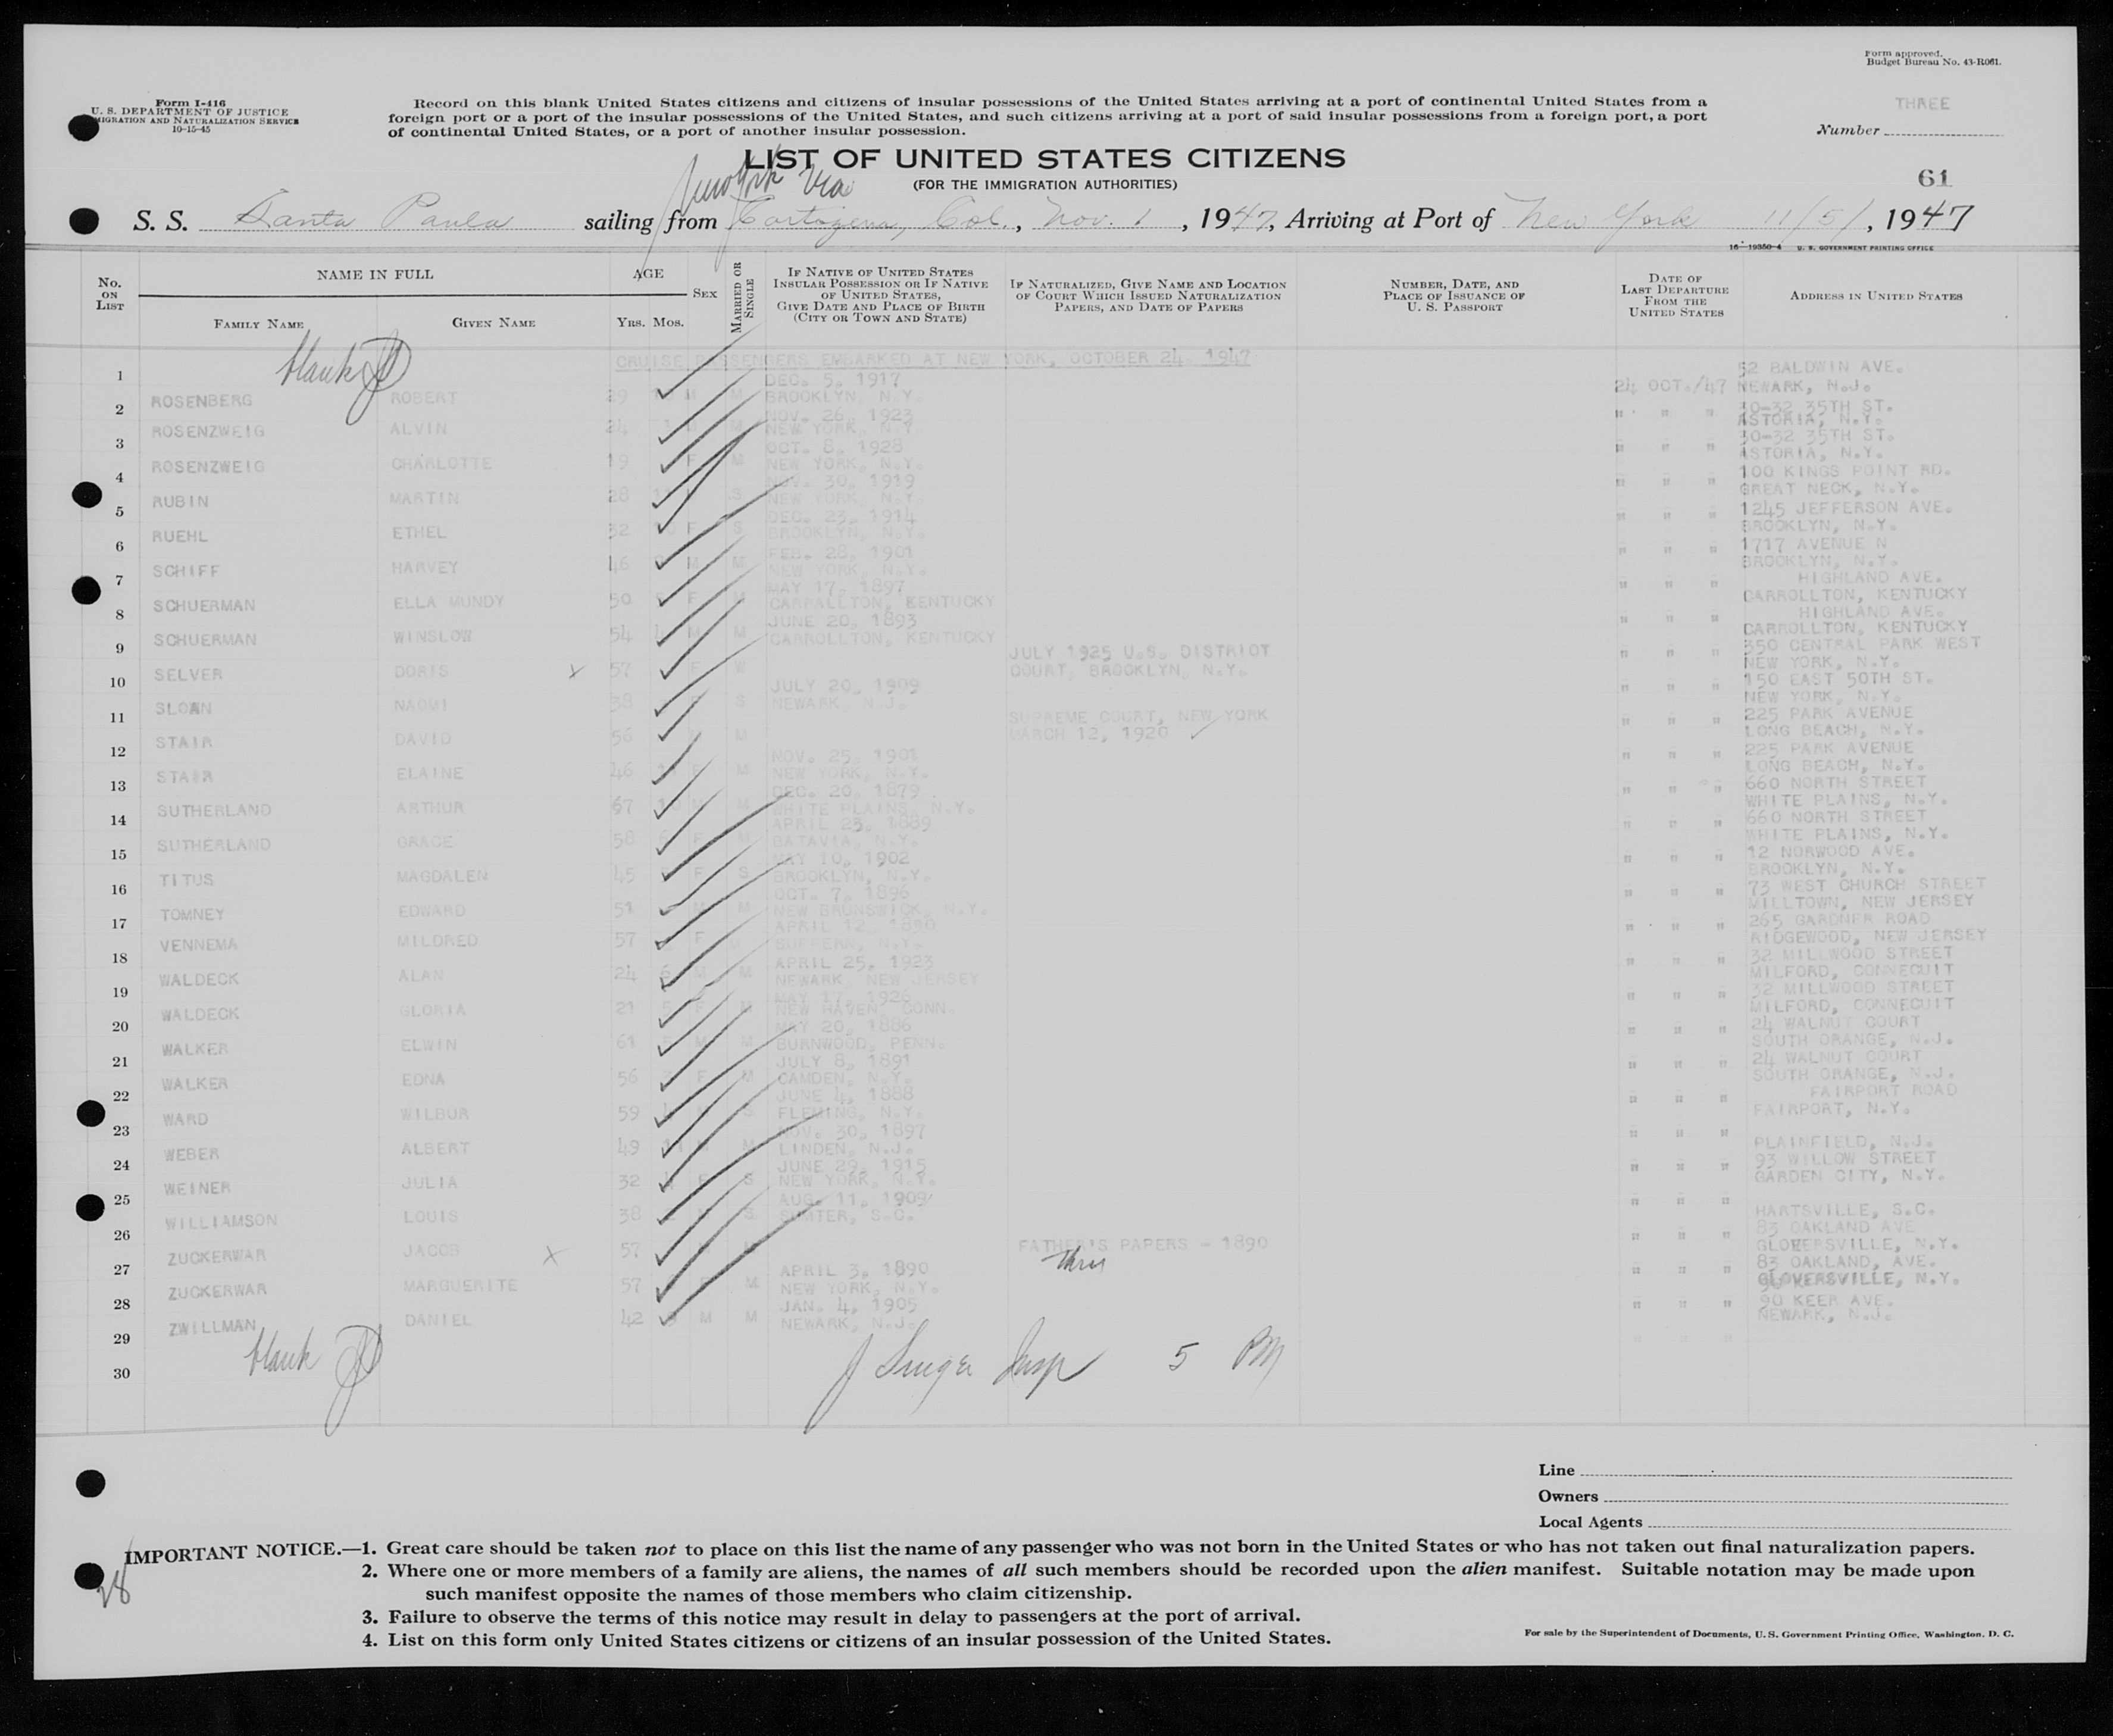 Form approved.
Budget Bureau No. 43-R061.
Form I-416
U. S. DEPARTMENT OF JUSTICE
MIGRATION AND NATURALIZATION SERVICE
10-15-45
Record on this blank United States citizens and citizens of insular possessions of the United States arriving at a port of continental United States from a
foreign port or a port of the insular possessions of the United States, and such citizens arriving at a port of said insular possessions from a foreign port, a port
of continental United States, or a port of another insular possession.
THREE
Number
LIST OF UNITED STATES CITIZENS
(FOR THE IMMIGRATION AUTHORITIES)
61
New York Via
S. S. Santa Paula sailing from Cartagena, Col., Nov. 1, 1947, Arriving at Port of New York 11/5/, 1947
16—19350-4 U. S. GOVERNMENT PRINTING OFFICE
No. ON LIST
NAME IN FULL
FAMILY NAME
GIVEN NAME
AGE
YRS. MOS.
SEX
MARRIED OR SINGLE
IF NATIVE OF UNITED STATES
INSULAR POSSESSION OR IF NATIVE
OF UNITED STATES,
GIVE DATE AND PLACE OF BIRTH
(CITY OR TOWN AND STATE)
IF NATURALIZED, GIVE NAME AND LOCATION
OF COURT WHICH ISSUED NATURALIZATION
PAPERS, AND DATE OF PAPERS
NUMBER, DATE, AND
PLACE OF ISSUANCE OF
U. S. PASSPORT
DATE OF
LAST DEPARTURE
FROM THE
UNITED STATES
ADDRESS IN UNITED STATES
blank
CRUISE PASSENGERS EMBARKED AT NEW YORK, OCTOBER 24 1947
1
DEC. 5, 1917 52 BALDWIN AVE.
ROSENBERG ROBERT 29 M M BROOKLYN, N.Y. 24 OCT./47 NEWARK, N.J.
2
NOV. 26, 1923 30-32 35TH ST.
ROSENZWEIG ALVIN 24 M NEW YORK, N.Y. " " " ASTORIA, N.Y.
3
OCT. 8, 1928 30-32 35TH ST.
ROSENZWEIG CHARLOTTE 19 F M NEW YORK, N.Y. " " " ASTORIA, N.Y.
4
NOV. 30, 1919 100 KINGS POINT RD.
RUBIN MARTIN 28 S NEW YORK, N.Y. " " " GREAT NECK, N.Y.
5
DEC. 23, 1914 1245 JEFFERSON AVE.
RUEHL ETHEL 32 F S BROOKLYN, N.Y. " " " BROOKLYN, N.Y.
6
FEB. 28, 1901 1717 AVENUE N
SCHIFF HARVEY 46 M M NEW YORK, N.Y. " " " BROOKLYN, N.Y.
7
MAY 17, 1897 HIGHLAND AVE.
SCHUERMAN ELLA MUNDY 50 F M CARRALLTON, KENTUCKY " " " CARROLLTON, KENTUCKY
8
JUNE 20, 1893 HIGHLAND AVE.
SCHUERMAN WINSLOW 54 M M CARROLLTON, KENTUCKY " " " CARROLLTON, KENTUCKY
9
JULY 1925 U.S. DISTRICT 350 CENTRAL PARK WEST
SELVER DORIS x 57 F W COURT, BROOKLYN, N.Y. " " " NEW YORK, N.Y.
10
JULY 20, 1909 150 EAST 50TH ST.
SLOAN NAOMI 38 S NEWARK, N.J. " " " NEW YORK, N.Y.
11
SUPREME COURT, NEW YORK 225 PARK AVENUE
STAIR DAVID 56 M M MARCH 12, 1920 " " " LONG BEACH, N.Y.
12
NOV. 25, 1901 225 PARK AVENUE
STAIR ELAINE 46 M NEW YORK, N.Y. " " " LONG BEACH, N.Y.
13
DEC. 20, 1879 660 NORTH STREET
SUTHERLAND ARTHUR 67 10 M M WHITE PLAINS, N.Y. " " " WHITE PLAINS, N.Y.
14
APRIL 23, 1889 660 NORTH STREET
SUTHERLAND GRACE 58 F M BATAVIA, N.Y. " " " WHITE PLAINS, N.Y.
15
MAY 10, 1902 12 NORWOOD AVE.
TITUS MAGDALEN 45 F S BROOKLYN, N.Y. " " " BROOKLYN, N.Y.
16
OCT. 7, 1896 73 WEST CHURCH STREET
TOMNEY EDWARD 51 M M NEW BRUNSWICK, N.Y. " " " MILLTOWN, NEW JERSEY
17
APRIL 12, 1890 265 GARDNER ROAD
VENNEMA MILDRED 57 F SUFFERN, N.Y. " " " RIDGEWOOD, NEW JERSEY
18
APRIL 25, 1923 32 MILLWOOD STREET
WALDECK ALAN 24 6 M M NEWARK NEW JERSEY " " " MILFORD, CONNECUIT
19
MAY 17, 1926 32 MILLWOOD STREET
WALDECK GLORIA 21 5 F M NEW HAVEN, CONN. " " " MILFORD, CONNECUIT
20
MAY 20, 1886 24 WALNUT COURT
WALKER ELWIN 61 M M BURNWOOD, PENN. " " " SOUTH ORANGE, N.J.
21
JULY 8, 1891 24 WALNUT COURT
WALKER EDNA 56 F M CAMDEN, N.Y. " " " SOUTH ORANGE, N.J.
22
JUNE 4, 1888 FAIRPORT ROAD
WARD WILBUR 59 S FLEMING, N.Y. " " " FAIRPORT, N.Y.
23
NOV. 30, 1897
WEBER ALBERT 49 11 M M LINDEN, N.J. " " " PLAINFIELD, N.J.
24
JUNE 29, 1915 93 WILLOW STREET
WEINER JULIA 32 4 F S NEW YORK, N.Y. " " " GARDEN CITY, N.Y.
25
AUG. 11, 1909
WILLIAMSON LOUIS 38 M S SUMTER, S.C. " " " HARTSVILLE, S.C.
26
83 OAKLAND AVE
ZUCKERWAR JACOB x 57 M FATHER'S PAPERS - 1890 " " " GLOVERSVILLE, N.Y.
27
APRIL 3, 1890 83 OAKLAND, AVE.
ZUCKERWAR MARGUERITE 57 F M NEW YORK, N.Y. " " " GLOVERSVILLE, N.Y.
28
JAN. 4, 1905 90 KEER AVE.
ZWILLMAN DANIEL 42 M M NEWARK, N.J. " " " NEWARK, N.J.
29
blank
J Singer Insp 5 PM
30
Line
Owners
Local Agents
28
IMPORTANT NOTICE.—1. Great care should be taken not to place on this list the name of any passenger who was not born in the United States or who has not taken out final naturalization papers.
2. Where one or more members of a family are aliens, the names of all such members should be recorded upon the alien manifest. Suitable notation may be made upon
such manifest opposite the names of those members who claim citizenship.
3. Failure to observe the terms of this notice may result in delay to passengers at the port of arrival.
4. List on this form only United States citizens or citizens of an insular possession of the United States.
For sale by the Superintendent of Documents, U. S. Government Printing Office, Washington, D. C.